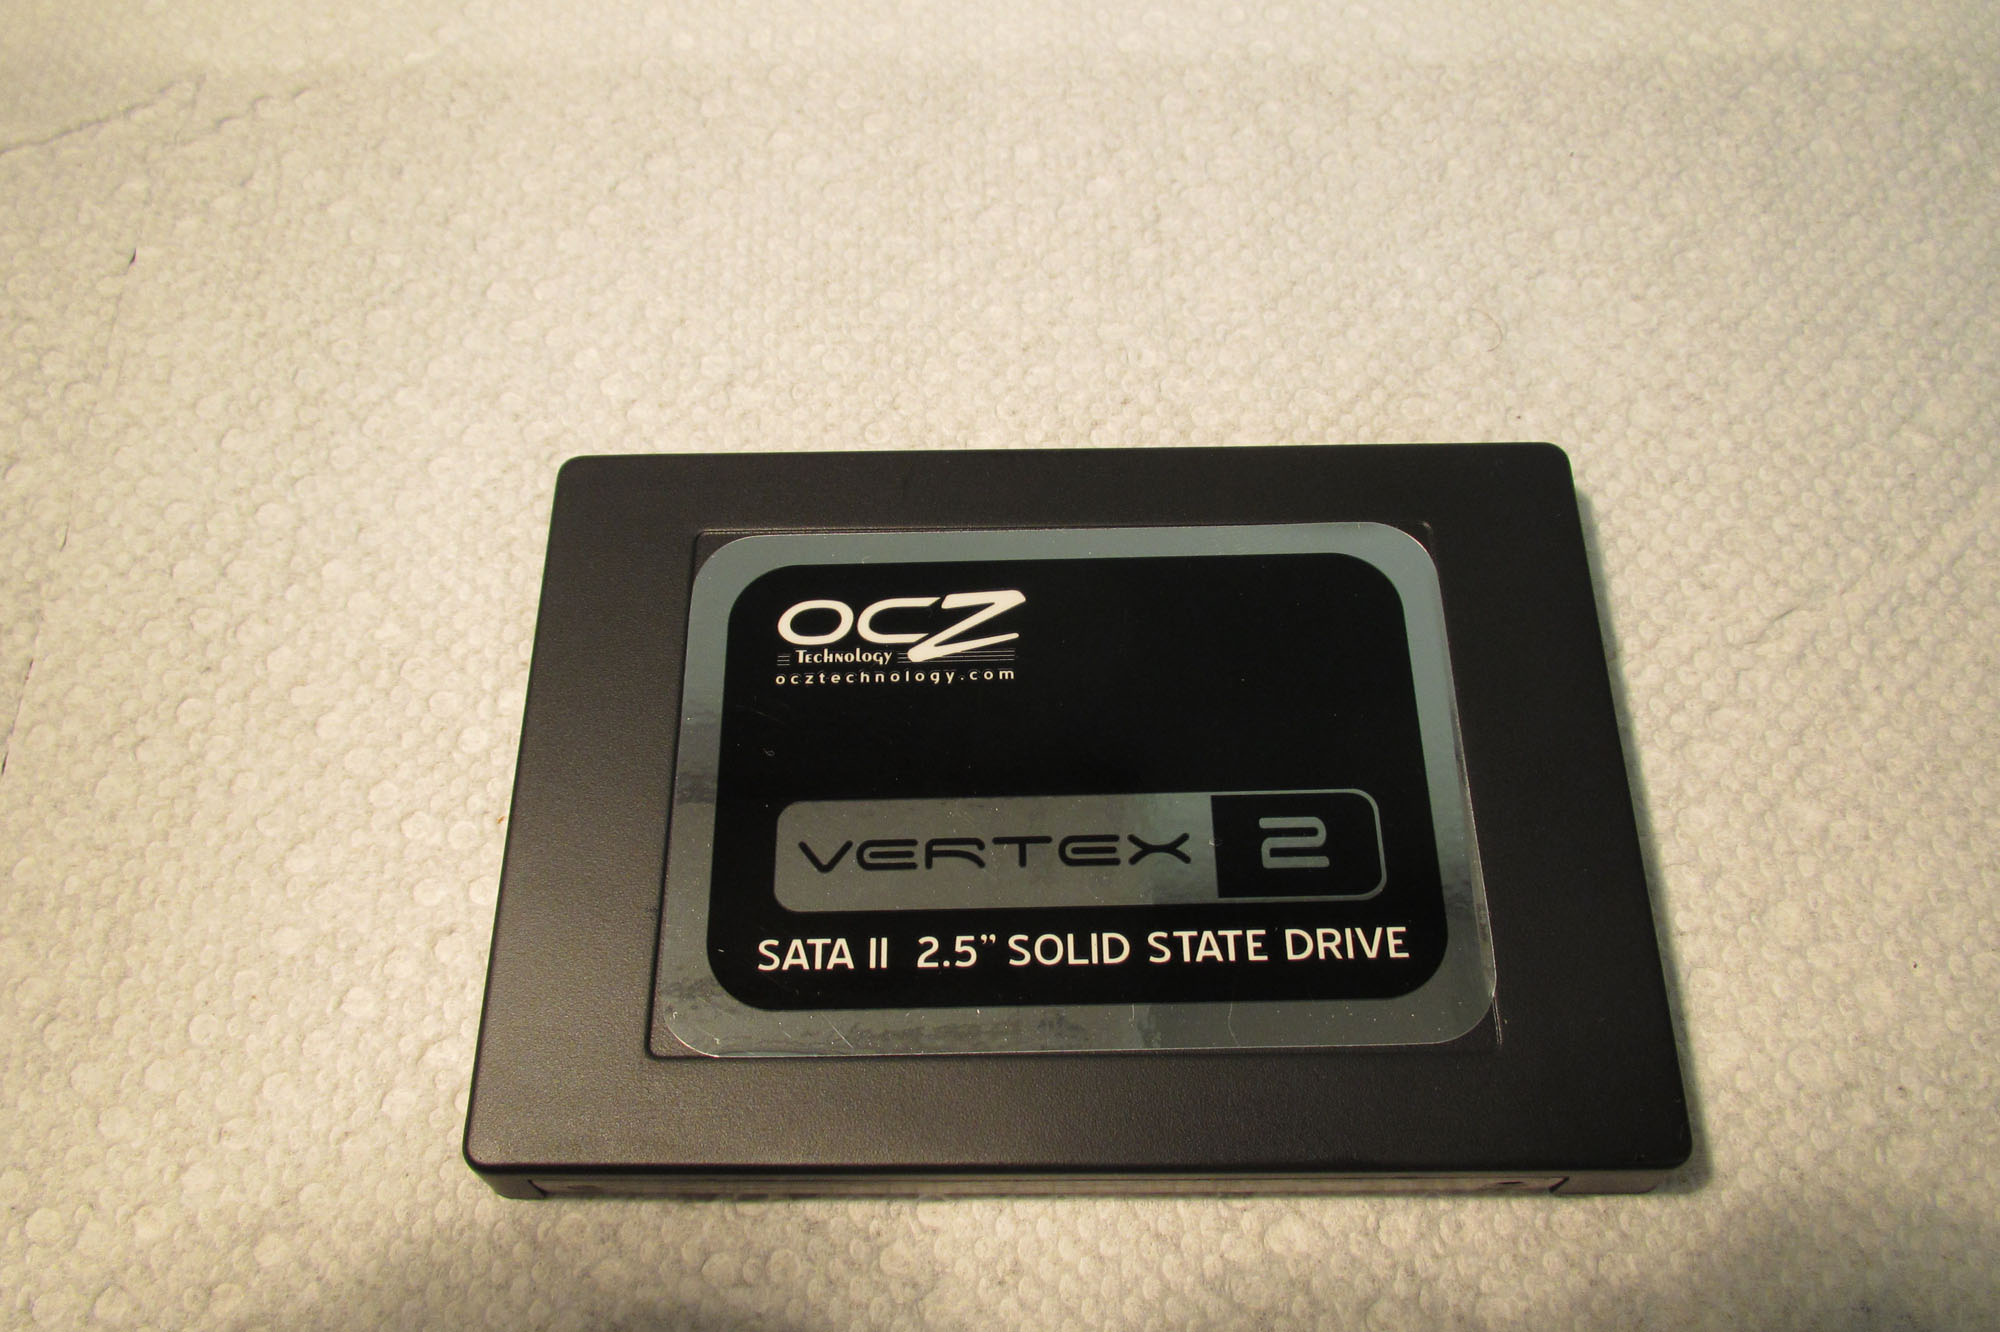 OCZ
Technology
ocztechnology.com
VERTEX 2
SATA II 2.5” SOLID STATE DRIVE